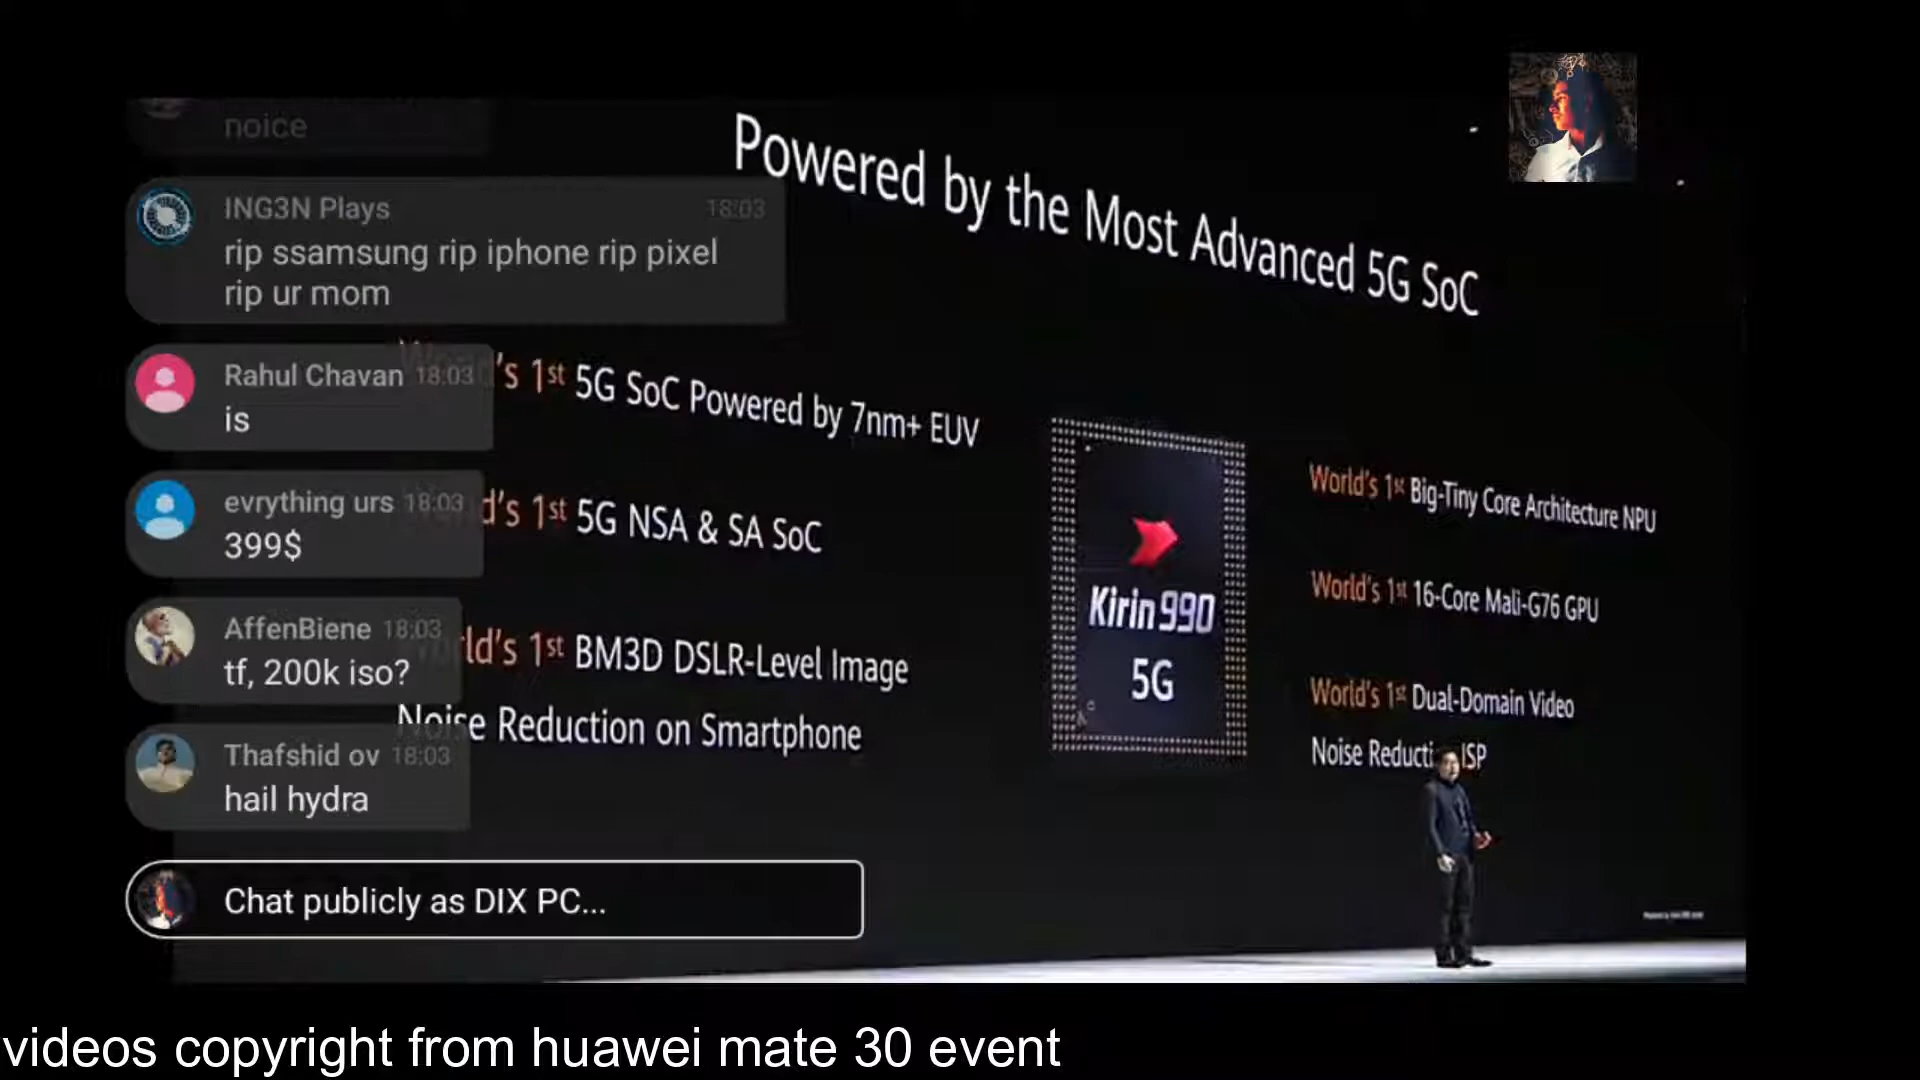 noice
ING3N Plays 18:03
rip ssamsung rip iphone rip pixel
rip ur mom
Rahul Chavan 18:03
is
evrything urs 18:03
399$
AffenBiene 18:03
tf, 200k iso?
Thafshid ov 18:03
hail hydra
Chat publicly as DIX PC...
Powered by the Most Advanced 5G SoC
World's 1st 5G SoC Powered by 7nm+ EUV
World's 1st 5G NSA & SA SoC
World's 1st BM3D DSLR-Level Image
Noise Reduction on Smartphone
Kirin 990
5G
World's 1st Big-Tiny Core Architecture NPU
World's 1st 16-Core Mali-G76 GPU
World's 1st Dual-Domain Video
Noise Reducti ISP
videos copyright from huawei mate 30 event